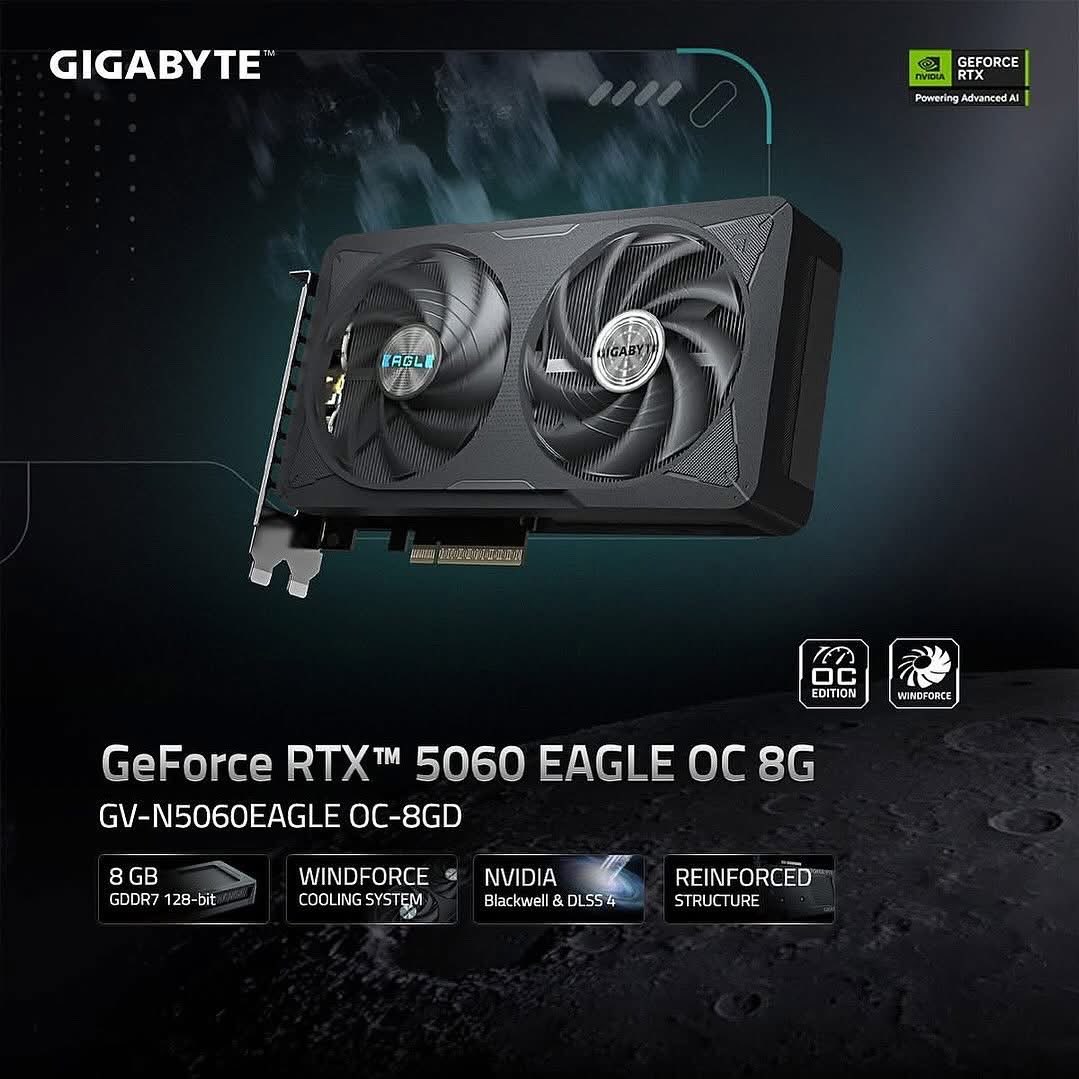 GIGABYTE™
NVIDIA
GEFORCE
RTX
Powering Advanced AI
EAGLE
GIGABYTE
OC
EDITION
WINDFORCE
GeForce RTX™ 5060 EAGLE OC 8G
GV-N5060EAGLE OC-8GD
8 GB
GDDR7 128-bit
WINDFORCE
COOLING SYSTEM
NVIDIA
Blackwell & DLSS 4
REINFORCED
STRUCTURE